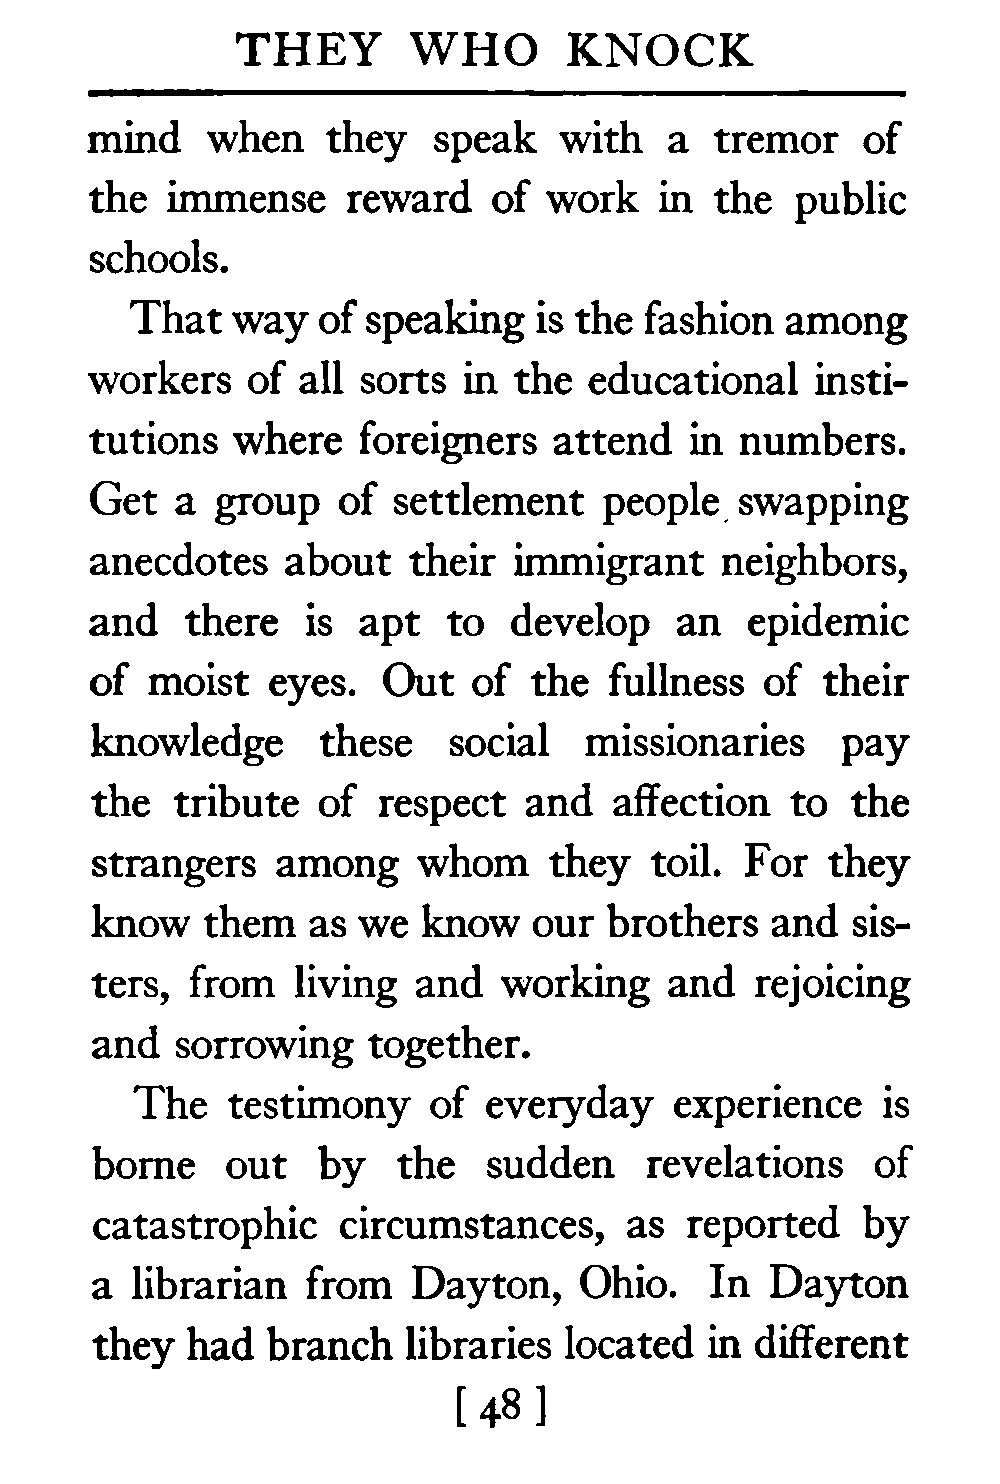 THEY WHO KNOCK
mind when they speak with a tremor of
the immense reward of work in the public
schools.
That way of speaking is the fashion among
workers of all sorts in the educational insti-
tutions where foreigners attend in numbers.
Get a group of settlement people swapping
anecdotes about their immigrant neighbors,
and there is apt to develop an epidemic
of moist eyes. Out of the fullness of their
knowledge these social missionaries pay
the tribute of respect and affection to the
strangers among whom they toil. For they
know them as we know our brothers and sis-
ters, from living and working and rejoicing
and sorrowing together.
The testimony of everyday experience is
borne out by the sudden revelations of
catastrophic circumstances, as reported by
a librarian from Dayton, Ohio. In Dayton
they had branch libraries located in different
[ 48 ]